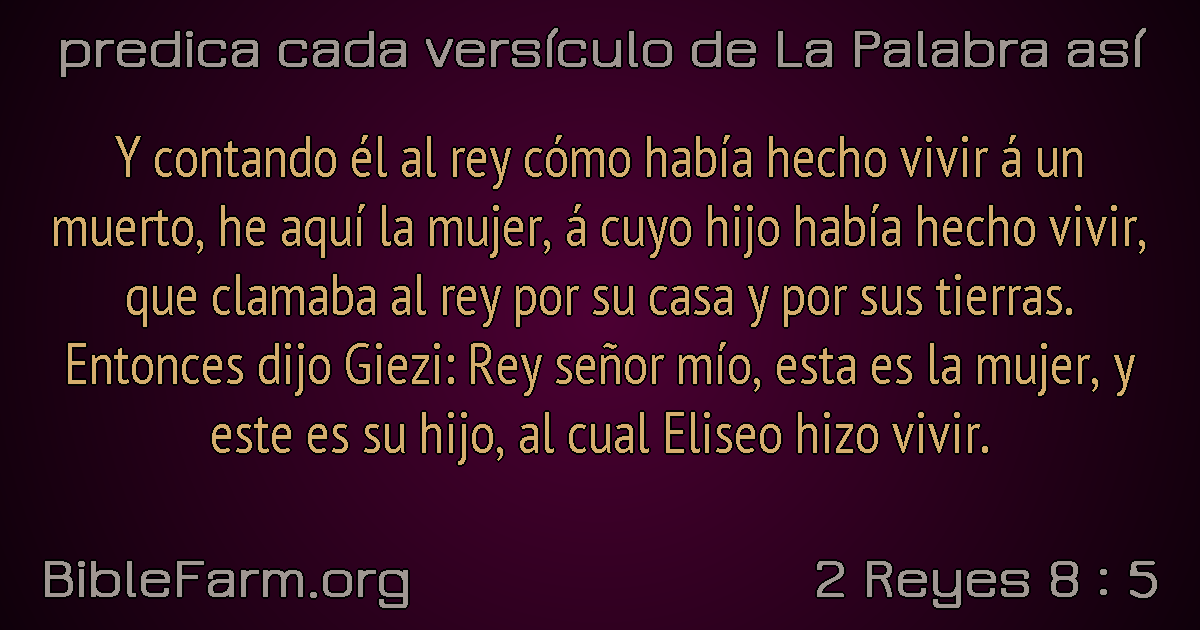 predica cada versículo de La Palabra así
Y contando él al rey cómo había hecho vivir á un
muerto, he aquí la mujer, á cuyo hijo había hecho vivir,
que clamaba al rey por su casa y por sus tierras.
Entonces dijo Giezi: Rey señor mío, esta es la mujer, y
este es su hijo, al cual Eliseo hizo vivir.
BibleFarm.org
2 Reyes 8 : 5